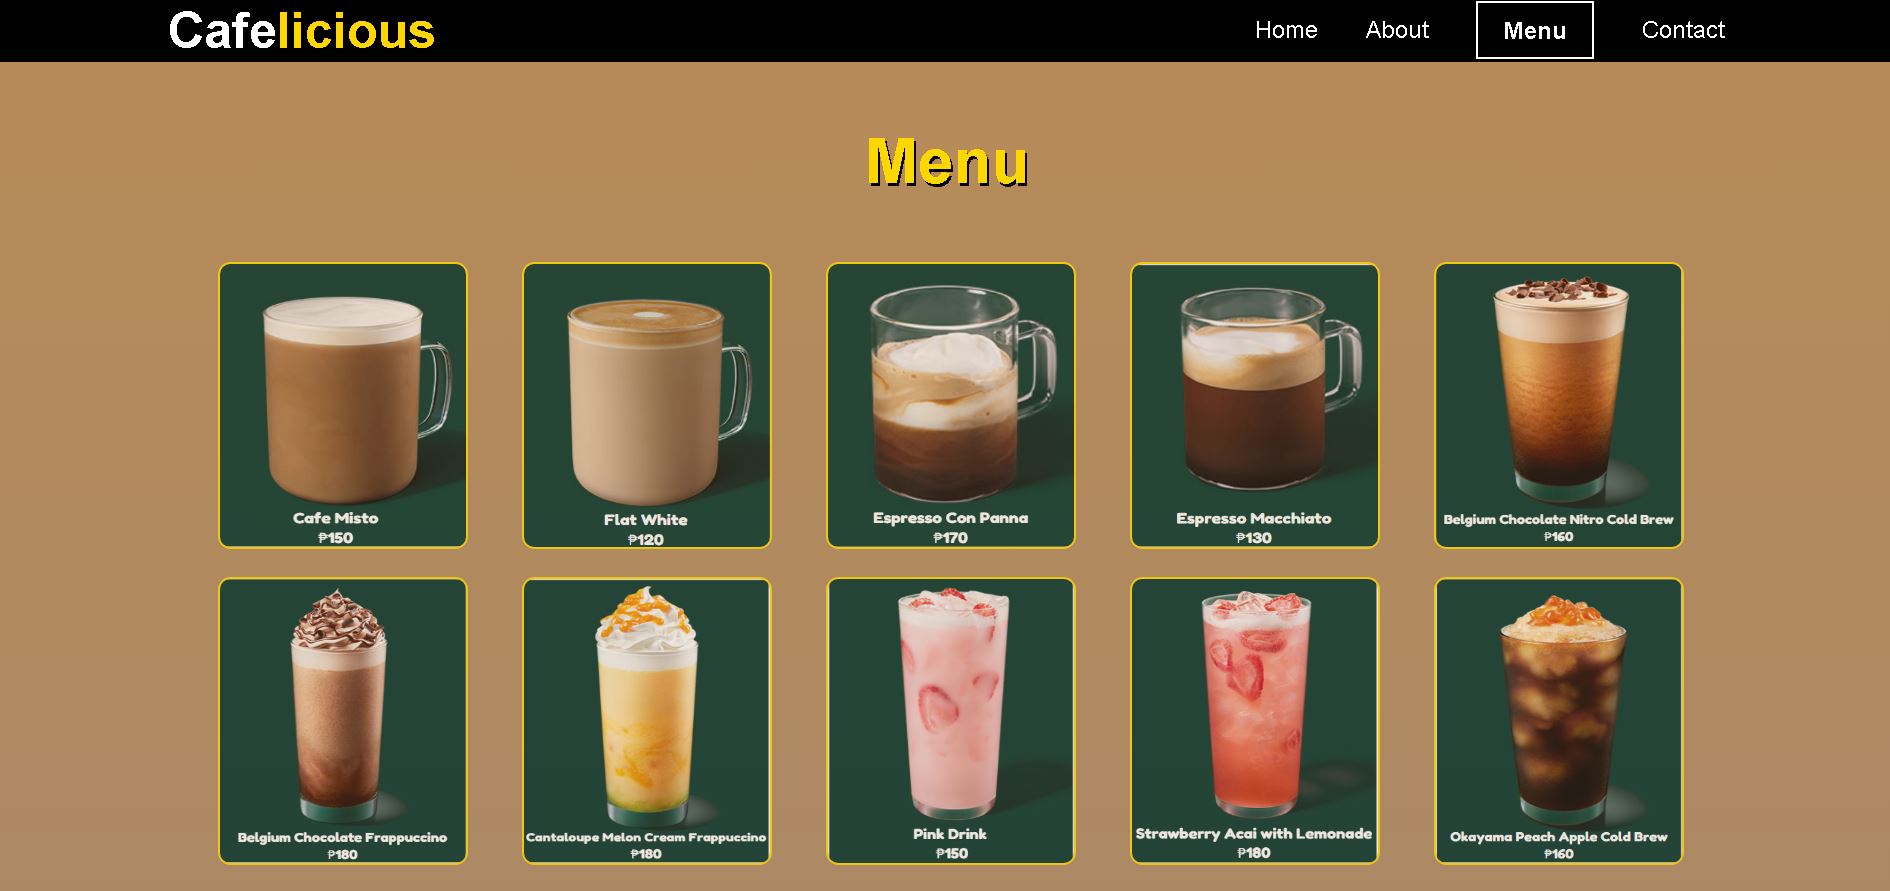 Cafelicious
Home About Menu Contact
Menu
Cafe Misto
₱150
Flat White
₱120
Espresso Con Panna
₱170
Espresso Macchiato
₱130
Belgium Chocolate Nitro Cold Brew
₱160
Belgium Chocolate Frappuccino
₱180
Cantaloupe Melon Cream Frappuccino
₱180
Pink Drink
₱150
Strawberry Acai with Lemonade
₱180
Okayama Peach Apple Cold Brew
₱160